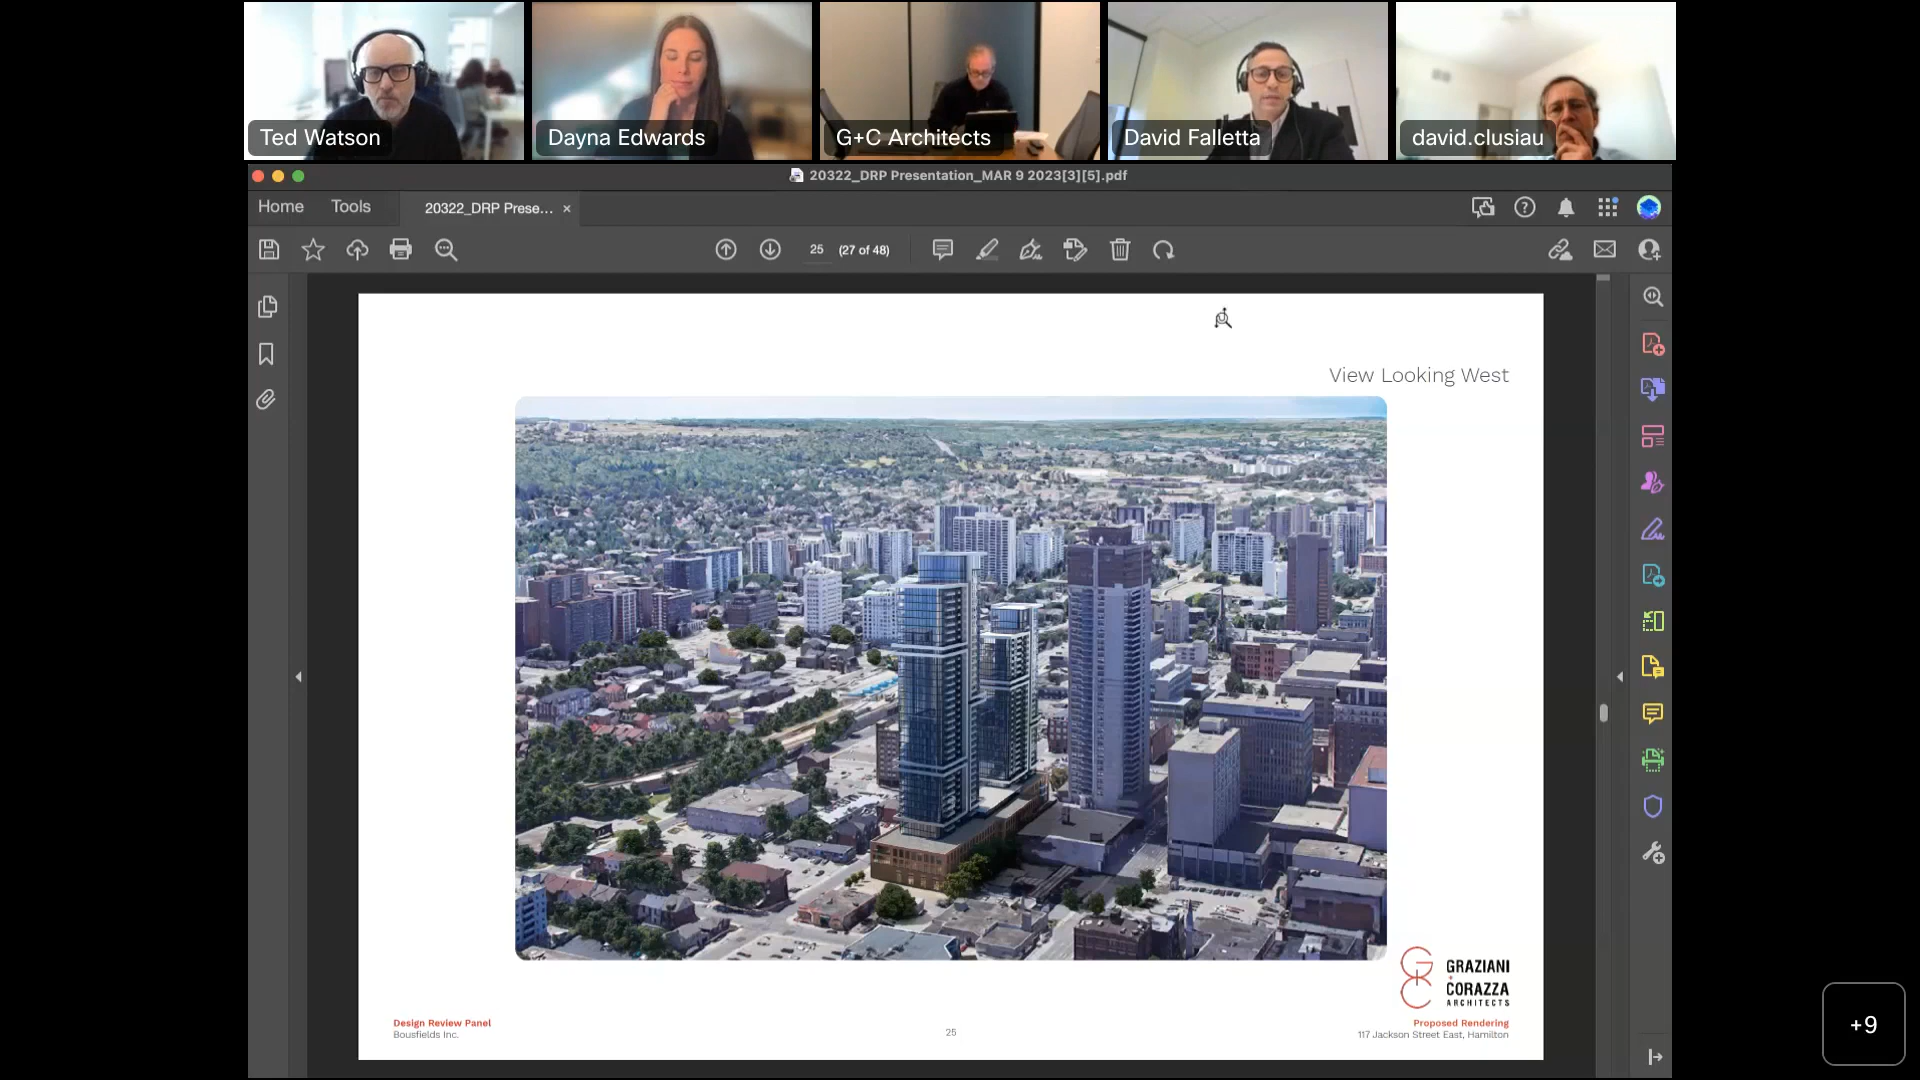 Ted Watson
Dayna Edwards
G+C Architects
David Falletta
david.clusiau
20322_DRP Presentation_MAR 9 2023[3][5].pdf
Home
Tools
20322_DRP Prese...
25
(27 of 48)
View Looking West
GRAZIANI
+
CORAZZA
ARCHITECTS
Design Review Panel
Bousfields Inc.
25
Proposed Rendering
117 Jackson Street East, Hamilton
+9